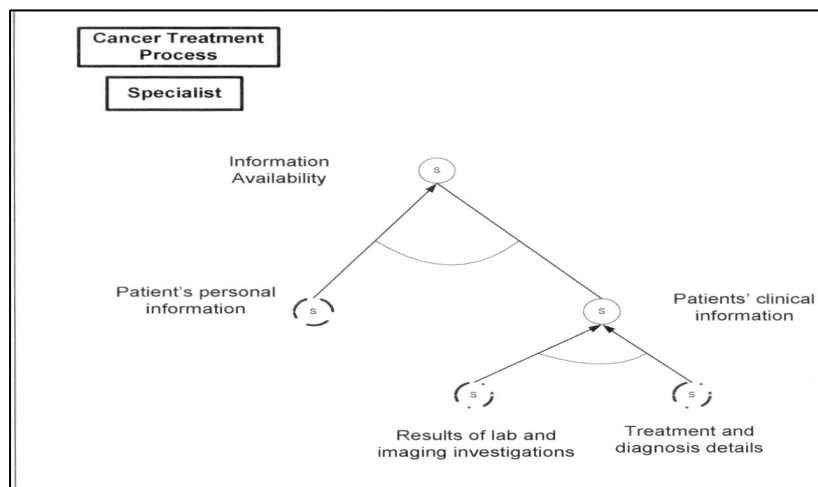 Cancer Treatment
Process
Specialist
Information
Availability
S
Patient's personal
information
S
S
Patients' clinical
information
S
S
Results of lab and
imaging investigations
Treatment and
diagnosis details